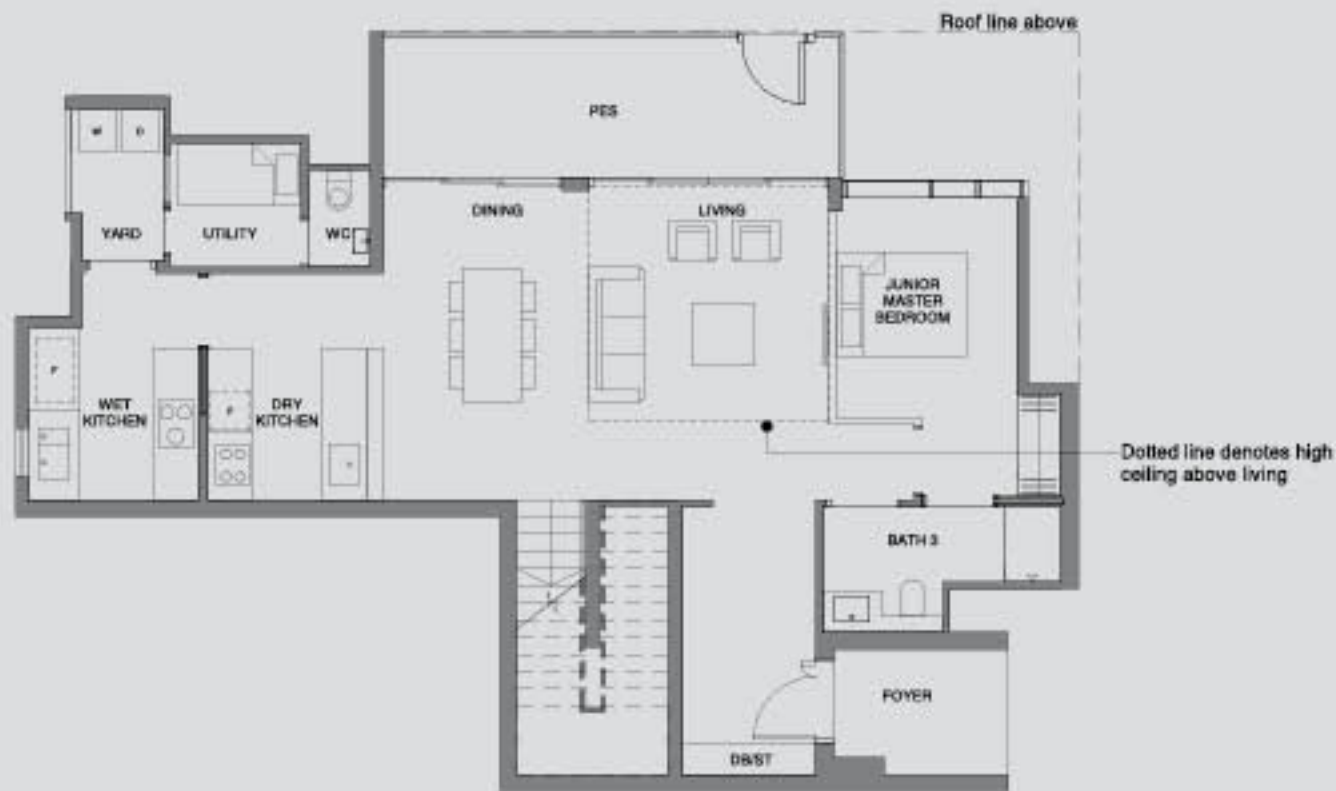 Roof line above
PES
W
D
DINING
LIVING
YARD
UTILITY
WC
JUNIOR
MASTER
BEDROOM
F
WET
KITCHEN
F
DRY
KITCHEN
Dotted line denotes high
ceiling above living
BATH 3
FOYER
DB/ST